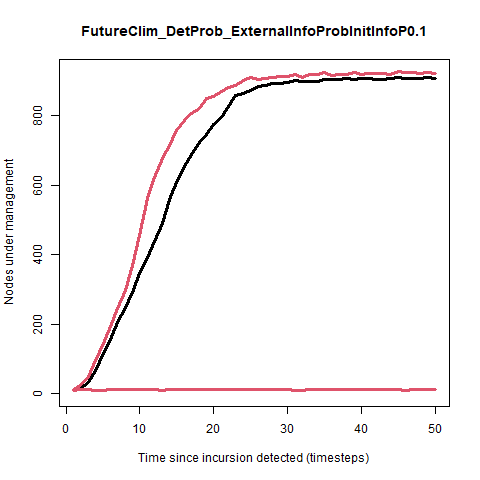 FutureClim_DetProb_ExternalInfoProbInitInfoP0.1
Nodes under management
800
600
400
200
0
0 10 20 30 40 50
Time since incursion detected (timesteps)